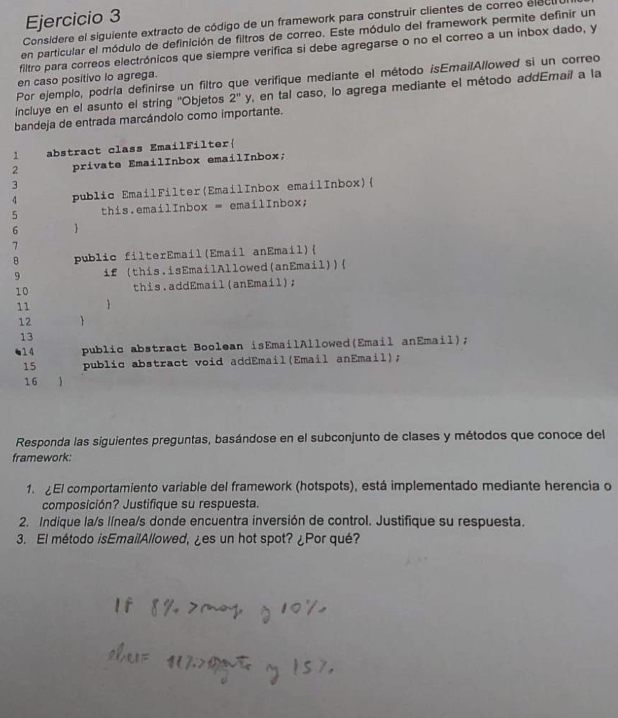 Ejercicio 3
Considere el siguiente extracto de código de un framework para construir clientes de correo
en particular el módulo de definición de filtros de correo. Este módulo del framework permite definir un
filtro para correos electrónicos que siempre verifica si debe agregarse o no el correo a un inbox dado, y
en caso positivo lo agrega.
Por ejemplo, podría definirse un filtro que verifique mediante el método isEmailAllowed si un correo
incluye en el asunto el string "Objetos 2" y, en tal caso, lo agrega mediante el método addEmail a la
bandeja de entrada marcándolo como importante.
1 abstract class EmailFilter{
2 private EmailInbox emailInbox;
3
4 public EmailFilter(EmailInbox emailInbox){
5 this.emailInbox = emailInbox;
6 }
7
8 public filterEmail(Email anEmail){
9 if (this.isEmailAllowed(anEmail)){
10 this.addEmail(anEmail);
11 }
12 }
13
14 public abstract Boolean isEmailAllowed(Email anEmail);
15 public abstract void addEmail(Email anEmail);
16 }
Responda las siguientes preguntas, basándose en el subconjunto de clases y métodos que conoce del
framework:
1. ¿El comportamiento variable del framework (hotspots), está implementado mediante herencia o
composición? Justifique su respuesta.
2. Indique la/s línea/s donde encuentra inversión de control. Justifique su respuesta.
3. El método isEmailAllowed, ¿es un hot spot? ¿Por qué?
8% y 10%
y 15%